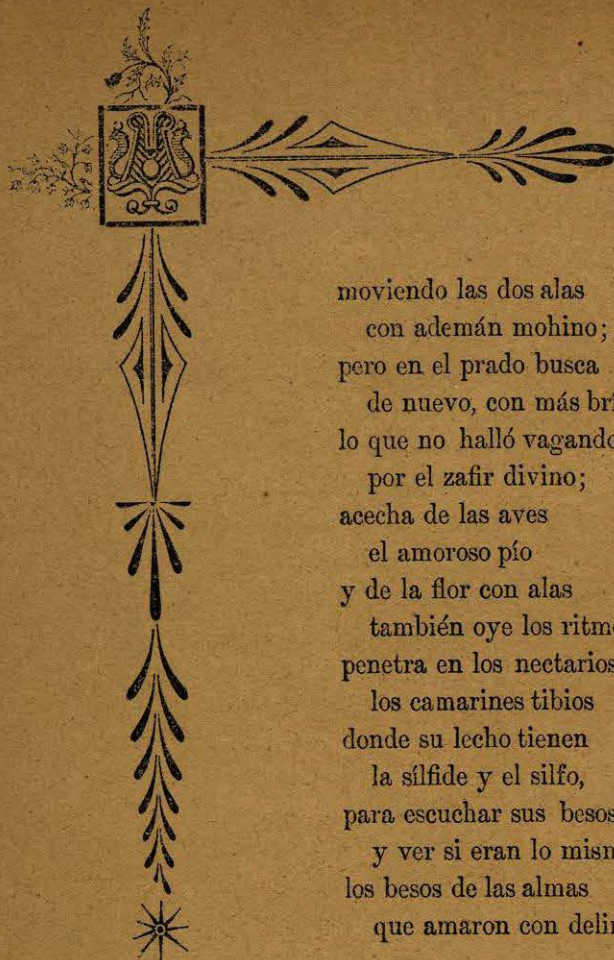 moviendo las dos alas
con ademán mohino;
pero en el prado busca
de nuevo, con más
lo que no halló vagando
por el zafir divino;
acecha de las aves
el amoroso pío
y de la flor con alas
también oye los
penetra en los nectarios
los camarines tibios
donde su lecho tienen
la sílfide y el silfo,
para escuchar sus besos
y ver si eran lo
los besos de las almas
que amaron con